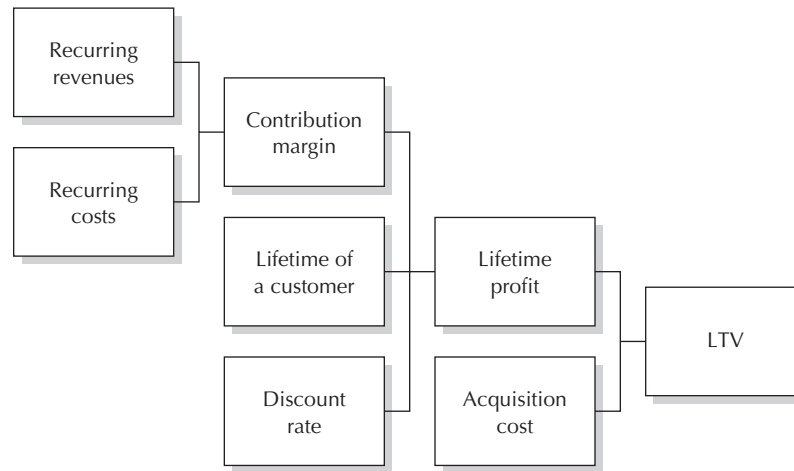 Recurring
revenues
Recurring
costs
Contribution
margin
Lifetime of
a customer
Discount
rate
Lifetime
profit
Acquisition
cost
LTV